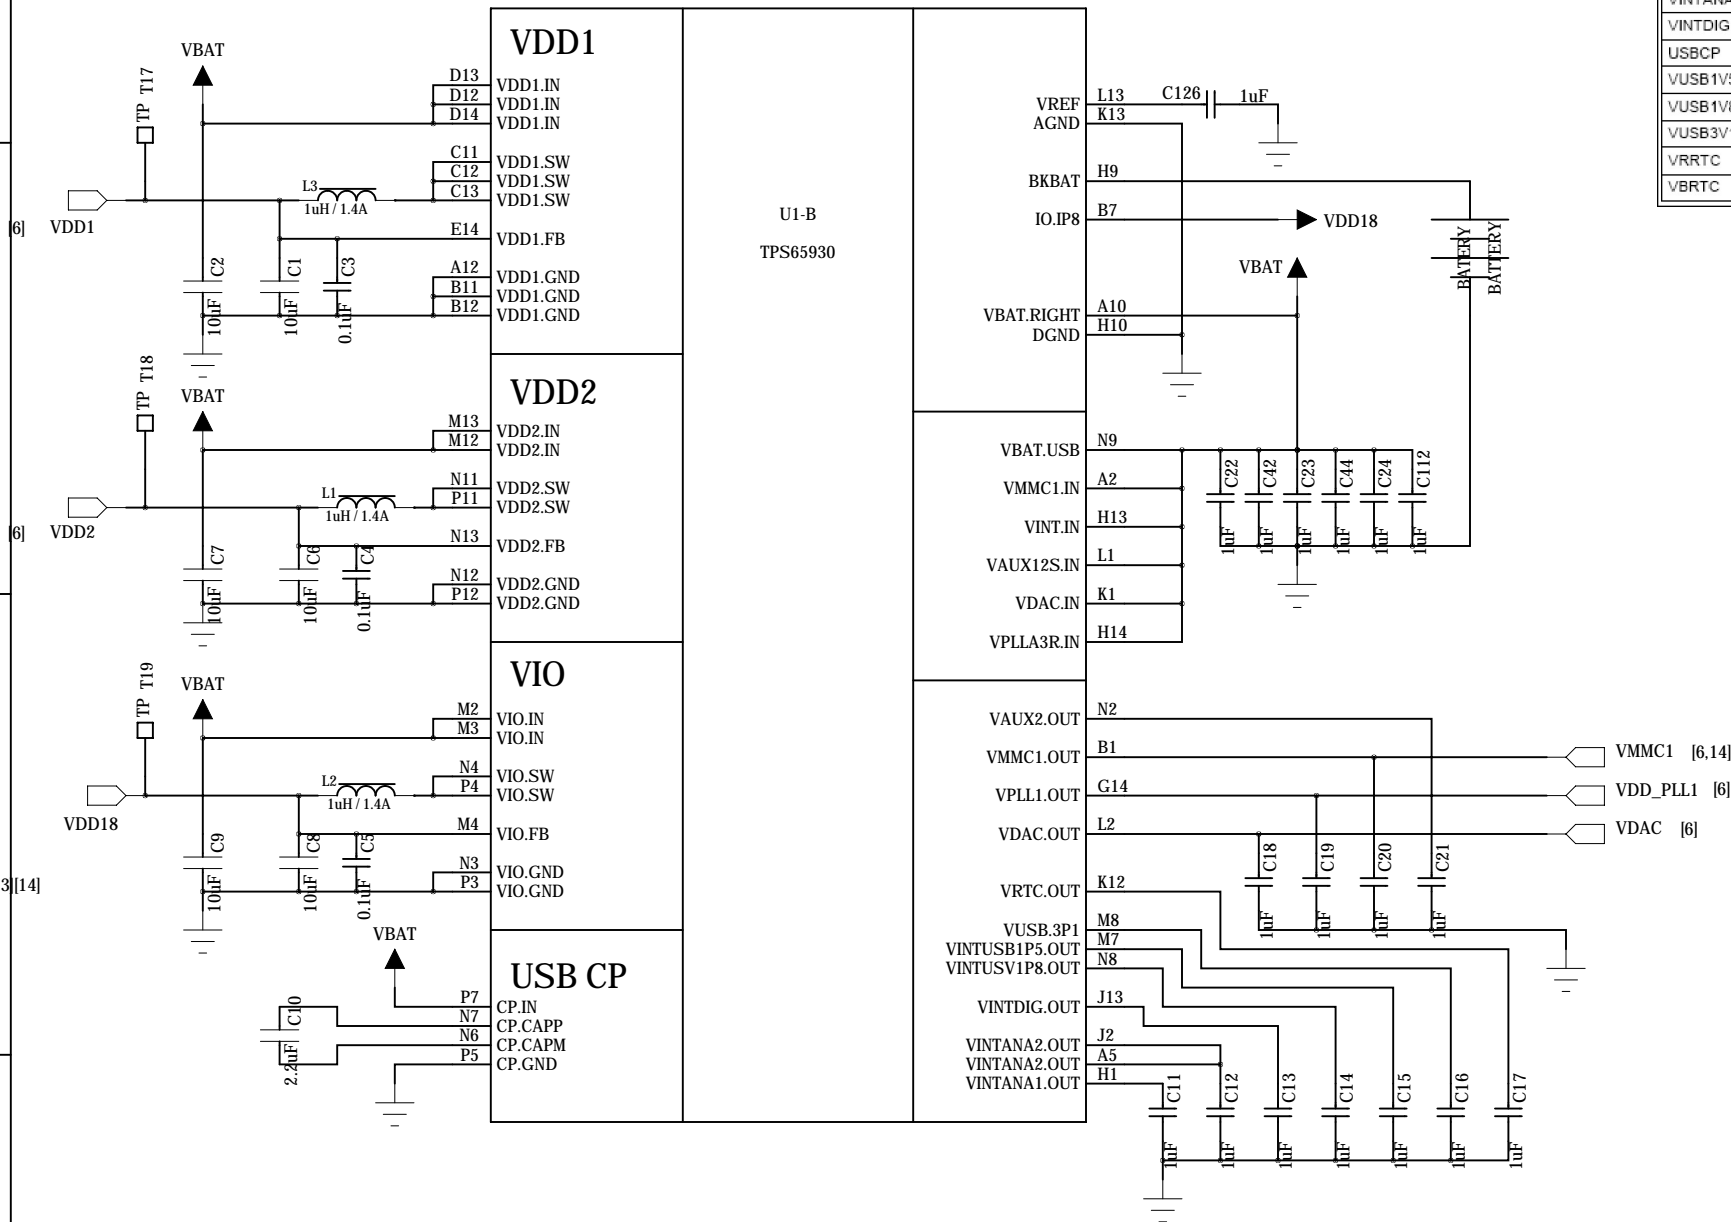 VDD1
VBAT
TP T17
D13 VDD1.IN
D12 VDD1.IN
D14 VDD1.IN
C11 VDD1.SW
C12 VDD1.SW
C13 VDD1.SW
L3
1uH / 1.4A
[6] VDD1
E14 VDD1.FB
A12 VDD1.GND
B11 VDD1.GND
B12 VDD1.GND
C2 10uF
C1 10uF
C3 0.1uF
VDD2
VBAT
TP T18
M13 VDD2.IN
M12 VDD2.IN
N11 VDD2.SW
P11 VDD2.SW
L1
1uH / 1.4A
[6] VDD2
N13 VDD2.FB
N12 VDD2.GND
P12 VDD2.GND
C7 10uF
C6 10uF
C4 0.1uF
VIO
VBAT
TP T19
M2 VIO.IN
M3 VIO.IN
N4 VIO.SW
P4 VIO.SW
L2
1uH / 1.4A
VDD18
M4 VIO.FB
N3 VIO.GND
P3 VIO.GND
C9 10uF
C8 10uF
C5 0.1uF
3][14]
USB CP
VBAT
P7 CP.IN
N7 CP.CAPP
N6 CP.CAPM
P5 CP.GND
C10 2.2uF
U1-B
TPS65930
VREF L13 C126 1uF
AGND K13
BKBAT H9
IO.IP8 B7 VDD18
VBAT
VBAT.RIGHT A10
DGND H10
BATERY
BATTERY
VBAT.USB N9
VMMC1.IN A2
VINT.IN H13
VAUX12S.IN L1
VDAC.IN K1
VPLLA3R.IN H14
C22 1uF
C42 1uF
C23 1uF
C44 1uF
C24 1uF
C112 1uF
VAUX2.OUT N2
VMMC1.OUT B1 VMMC1 [6,14]
VPLL1.OUT G14 VDD_PLL1 [6]
VDAC.OUT L2 VDAC [6]
C18 1uF
C19 1uF
C20 1uF
C21 1uF
VRTC.OUT K12
VUSB.3P1 M8
VINTUSB1P5.OUT M7
VINTUSV1P8.OUT N8
VINTDIG.OUT J13
VINTANA2.OUT J2
VINTANA2.OUT A5
VINTANA1.OUT H1
C11 1uF
C12 1uF
C13 1uF
C14 1uF
C15 1uF
C16 1uF
C17 1uF
VINTDIG
USBCP
VUSB1V
VUSB1V
VUSB3V
VRRTC
VBRTC